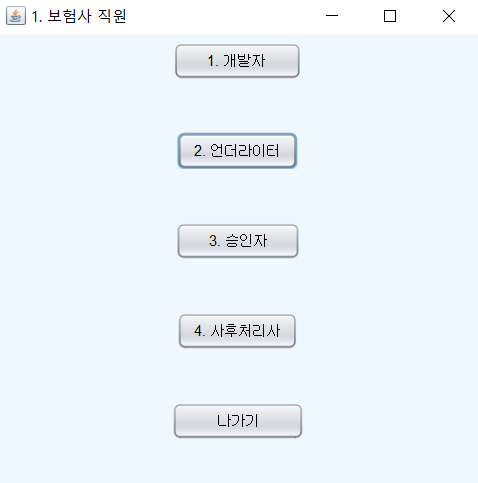 1. 보험사 직원
1. 개발자
2. 언더라이터
3. 승인자
4. 사후처리사
나가기